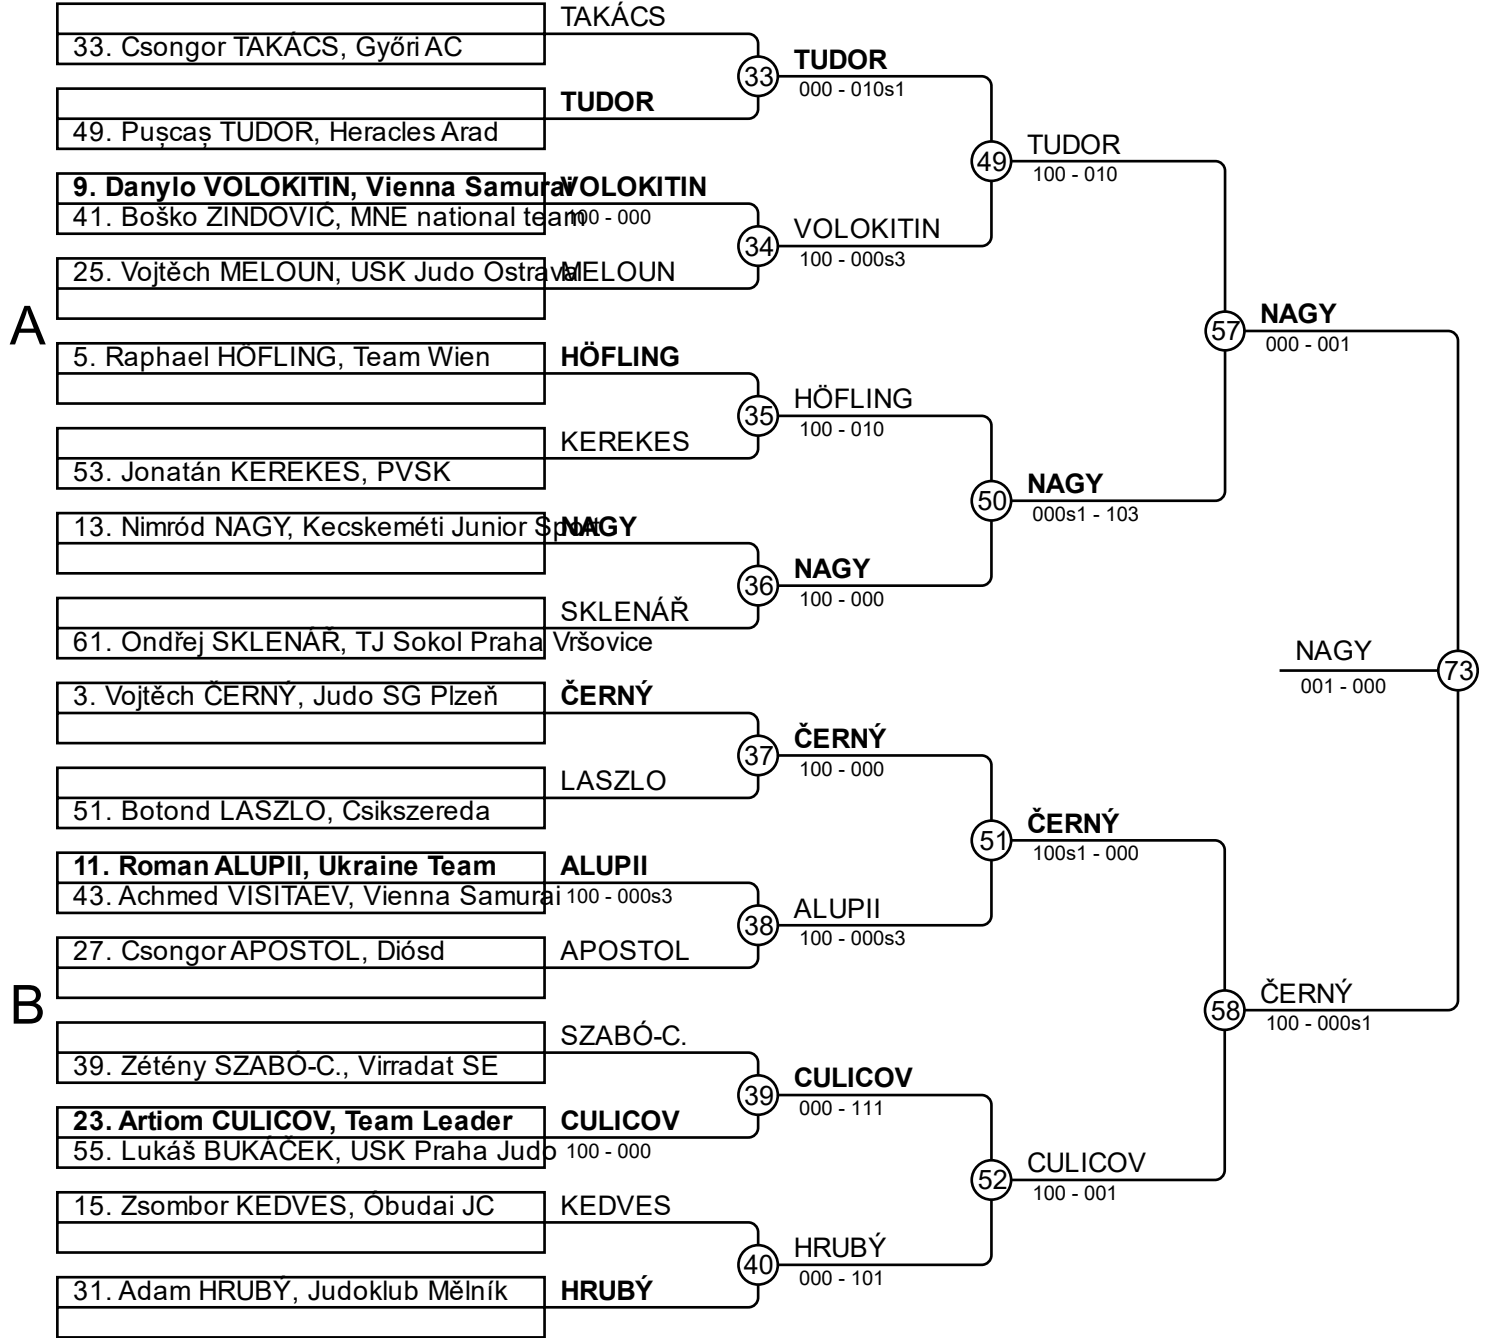 TAKÁCS
33. Csongor TAKÁCS, Győri AC
TUDOR
33
000 - 010s1
TUDOR
49. Pușcaș TUDOR, Heracles Arad
TUDOR
49
100 - 010
9. Danylo VOLOKITIN, Vienna Samurai
VOLOKITIN
41. Boško ZINDOVIĆ, MNE national team
100 - 000
VOLOKITIN
34
100 - 000s3
25. Vojtěch MELOUN, USK Judo Ostrava
MELOUN
A
NAGY
57
000 - 001
5. Raphael HÖFLING, Team Wien
HÖFLING
HÖFLING
35
100 - 010
KEREKES
53. Jonatán KEREKES, PVSK
NAGY
50
000s1 - 103
13. Nimród NAGY, Kecskeméti Junior Sport
NAGY
NAGY
36
100 - 000
SKLENÁŘ
61. Ondřej SKLENÁŘ, TJ Sokol Praha Vršovice
NAGY
73
001 - 000
3. Vojtěch ČERNÝ, Judo SG Plzeň
ČERNÝ
ČERNÝ
37
100 - 000
LASZLO
51. Botond LASZLO, Csikszereda
ČERNÝ
51
100s1 - 000
11. Roman ALUPII, Ukraine Team
ALUPII
43. Achmed VISITAEV, Vienna Samurai
100 - 000s3
ALUPII
38
100 - 000s3
27. Csongor APOSTOL, Diósd
APOSTOL
B
ČERNÝ
58
100 - 000s1
SZABÓ-C.
39. Zétény SZABÓ-C., Virradat SE
CULICOV
39
000 - 111
23. Artiom CULICOV, Team Leader
CULICOV
55. Lukáš BUKÁČEK, USK Praha Judo
100 - 000
CULICOV
52
100 - 001
15. Zsombor KEDVES, Óbudai JC
KEDVES
HRUBÝ
40
000 - 101
31. Adam HRUBÝ, Judoklub Mělník
HRUBÝ